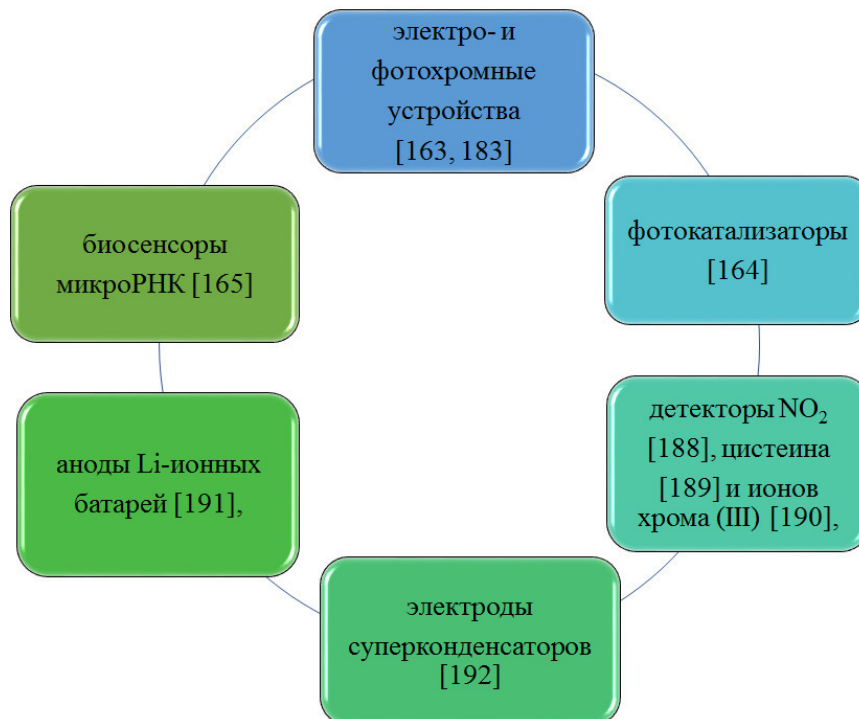 электро- и
фотохромные
устройства
[163, 183]
фотокатализаторы
[164]
детекторы NO₂
[188], цистеина
[189] и ионов
хрома (III) [190],
электроды
суперконденсаторов
[192]
аноды Li-ионных
батарей [191],
биосенсоры
микроРНК [165]